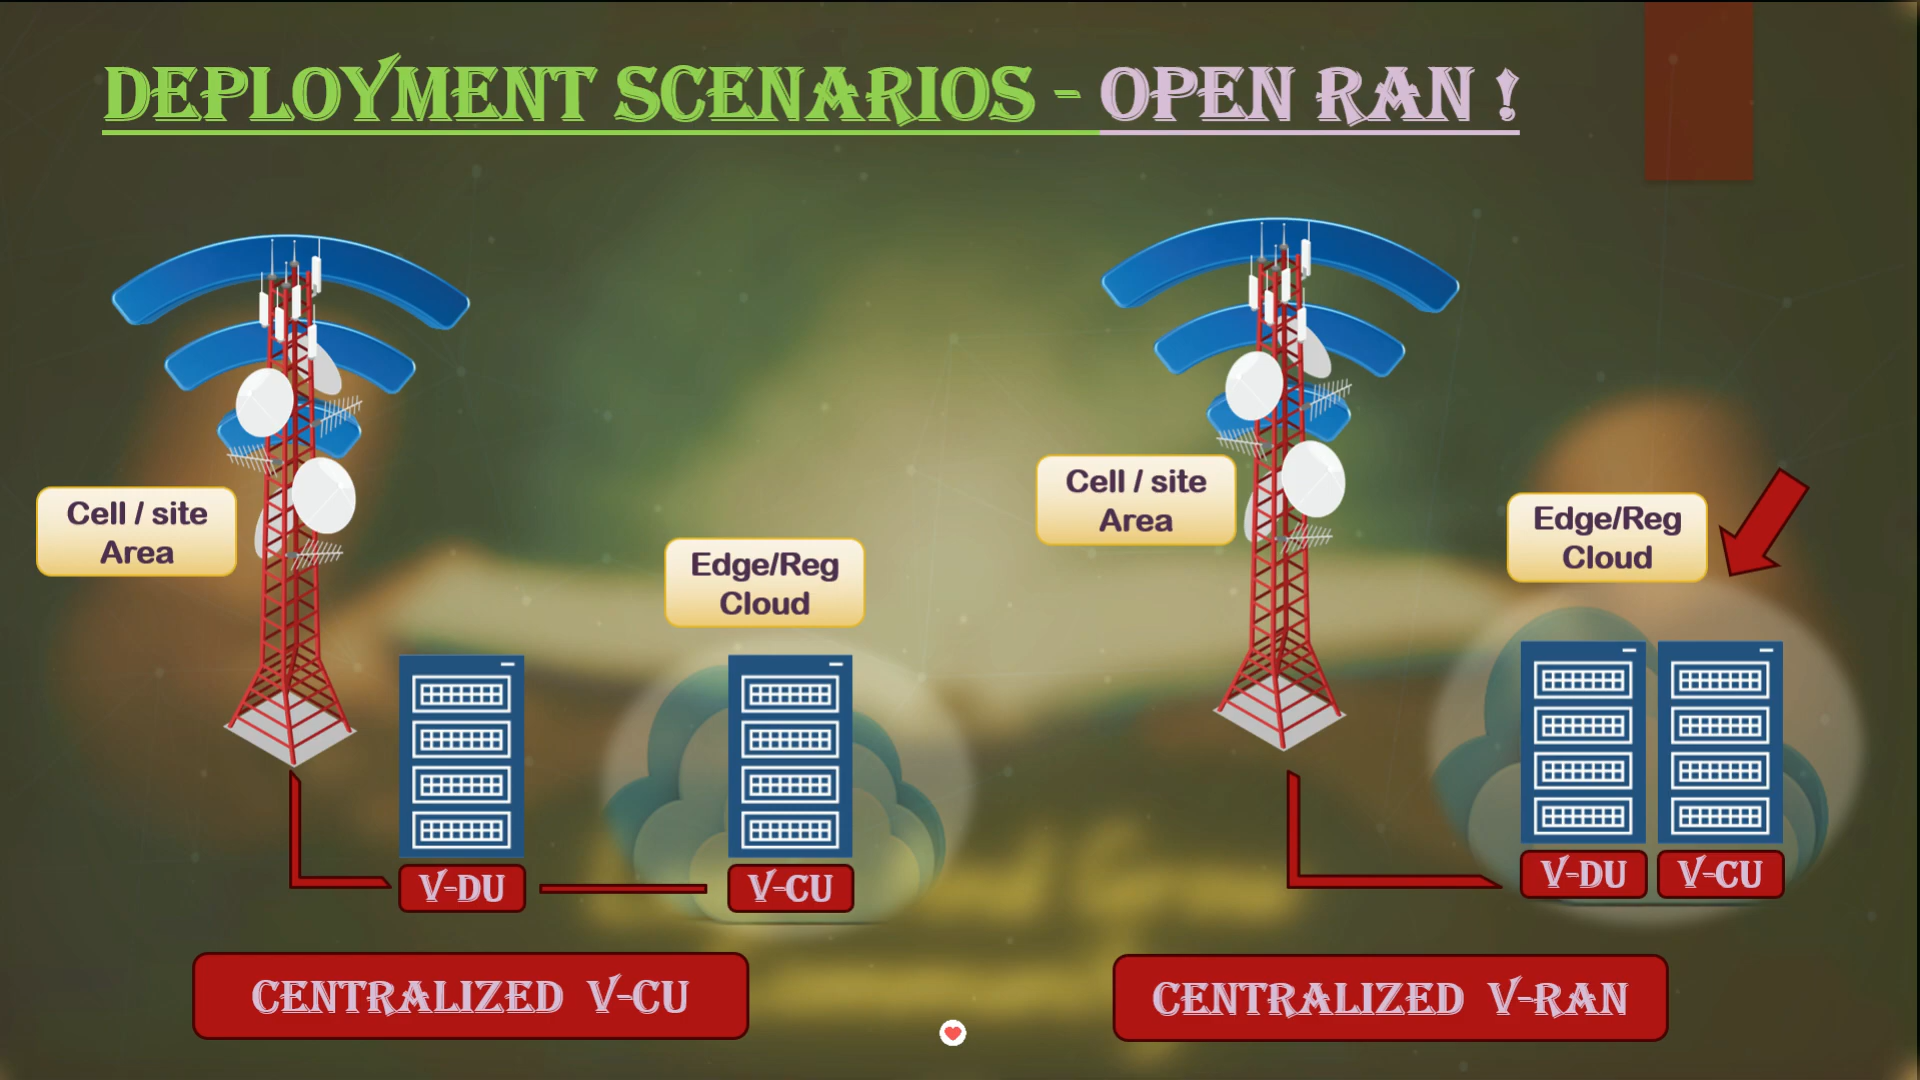 DEPLOYMENT SCENARIOS - OPEN RAN !
Cell / site
Area
Edge/Reg
Cloud
V-DU
V-CU
CENTRALIZED V-CU
Cell / site
Area
Edge/Reg
Cloud
V-DU
V-CU
CENTRALIZED V-RAN